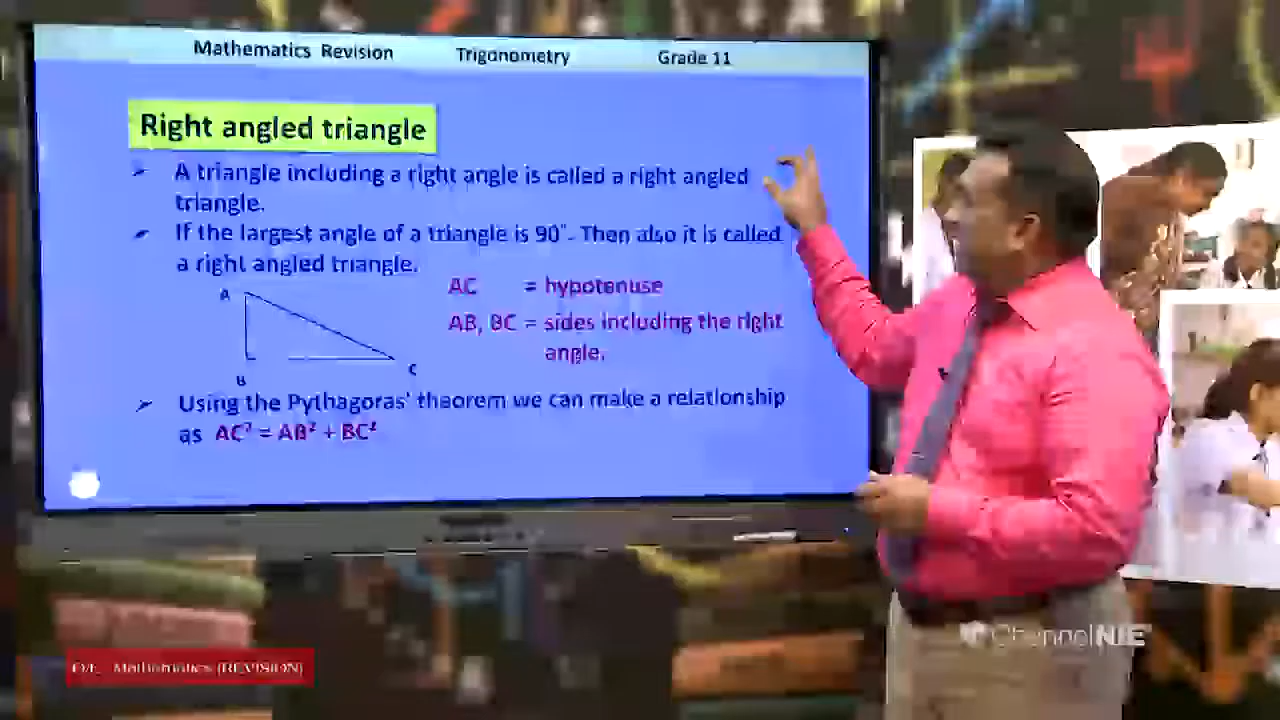 Mathematics Revision Trigonometry Grade 11
Right angled triangle
➢ A triangle including a right angle is called a right angled
triangle.
➢ If the largest angle of a triangle is 90°. Then also it is called
a right angled triangle.
A
AC = hypotenuse
AB, BC = sides including the right
angle.
B
C
➢ Using the Pythagoras' theorem we can make a relationship
as AC² = AB² + BC²
O/L - Mathematics (REVISION)
Channel NIE